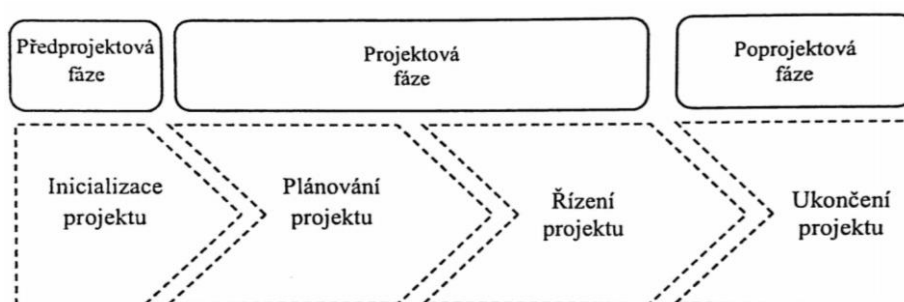 Předprojektová
fáze
Projektová
fáze
Poprojektová
fáze
Inicializace
projektu
Plánování
projektu
Řízení
projektu
Ukončení
projektu